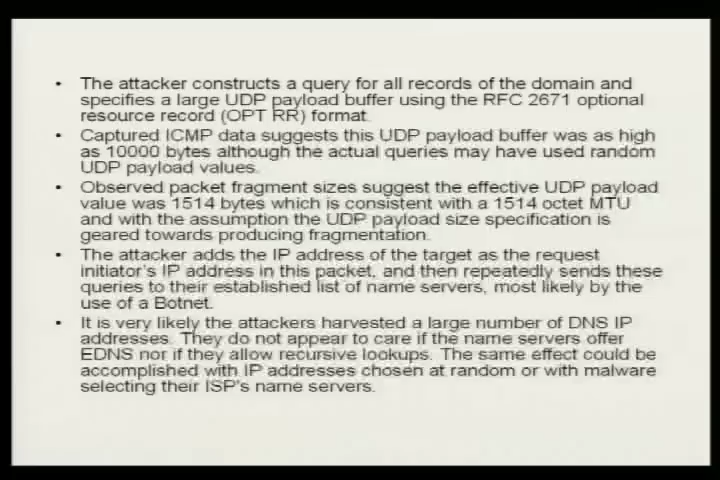 • The attacker constructs a query for all records of the domain and
specifies a large UDP payload buffer using the RFC 2671 optional
resource record (OPT RR) format.
• Captured ICMP data suggests this UDP payload buffer was as high
as 10000 bytes although the actual queries may have used random
UDP payload values.
• Observed packet fragment sizes suggest the effective UDP payload
value was 1514 bytes which is consistent with a 1514 octet MTU
and with the assumption the UDP payload size specification is
geared towards producing fragmentation.
• The attacker adds the IP address of the target as the request
initiator's IP address in this packet, and then repeatedly sends these
queries to their established list of name servers, most likely by the
use of a Botnet.
• It is very likely the attackers harvested a large number of DNS IP
addresses. They do not appear to care if the name servers offer
EDNS nor if they allow recursive lookups. The same effect could be
accomplished with IP addresses chosen at random or with malware
selecting their ISP's name servers.